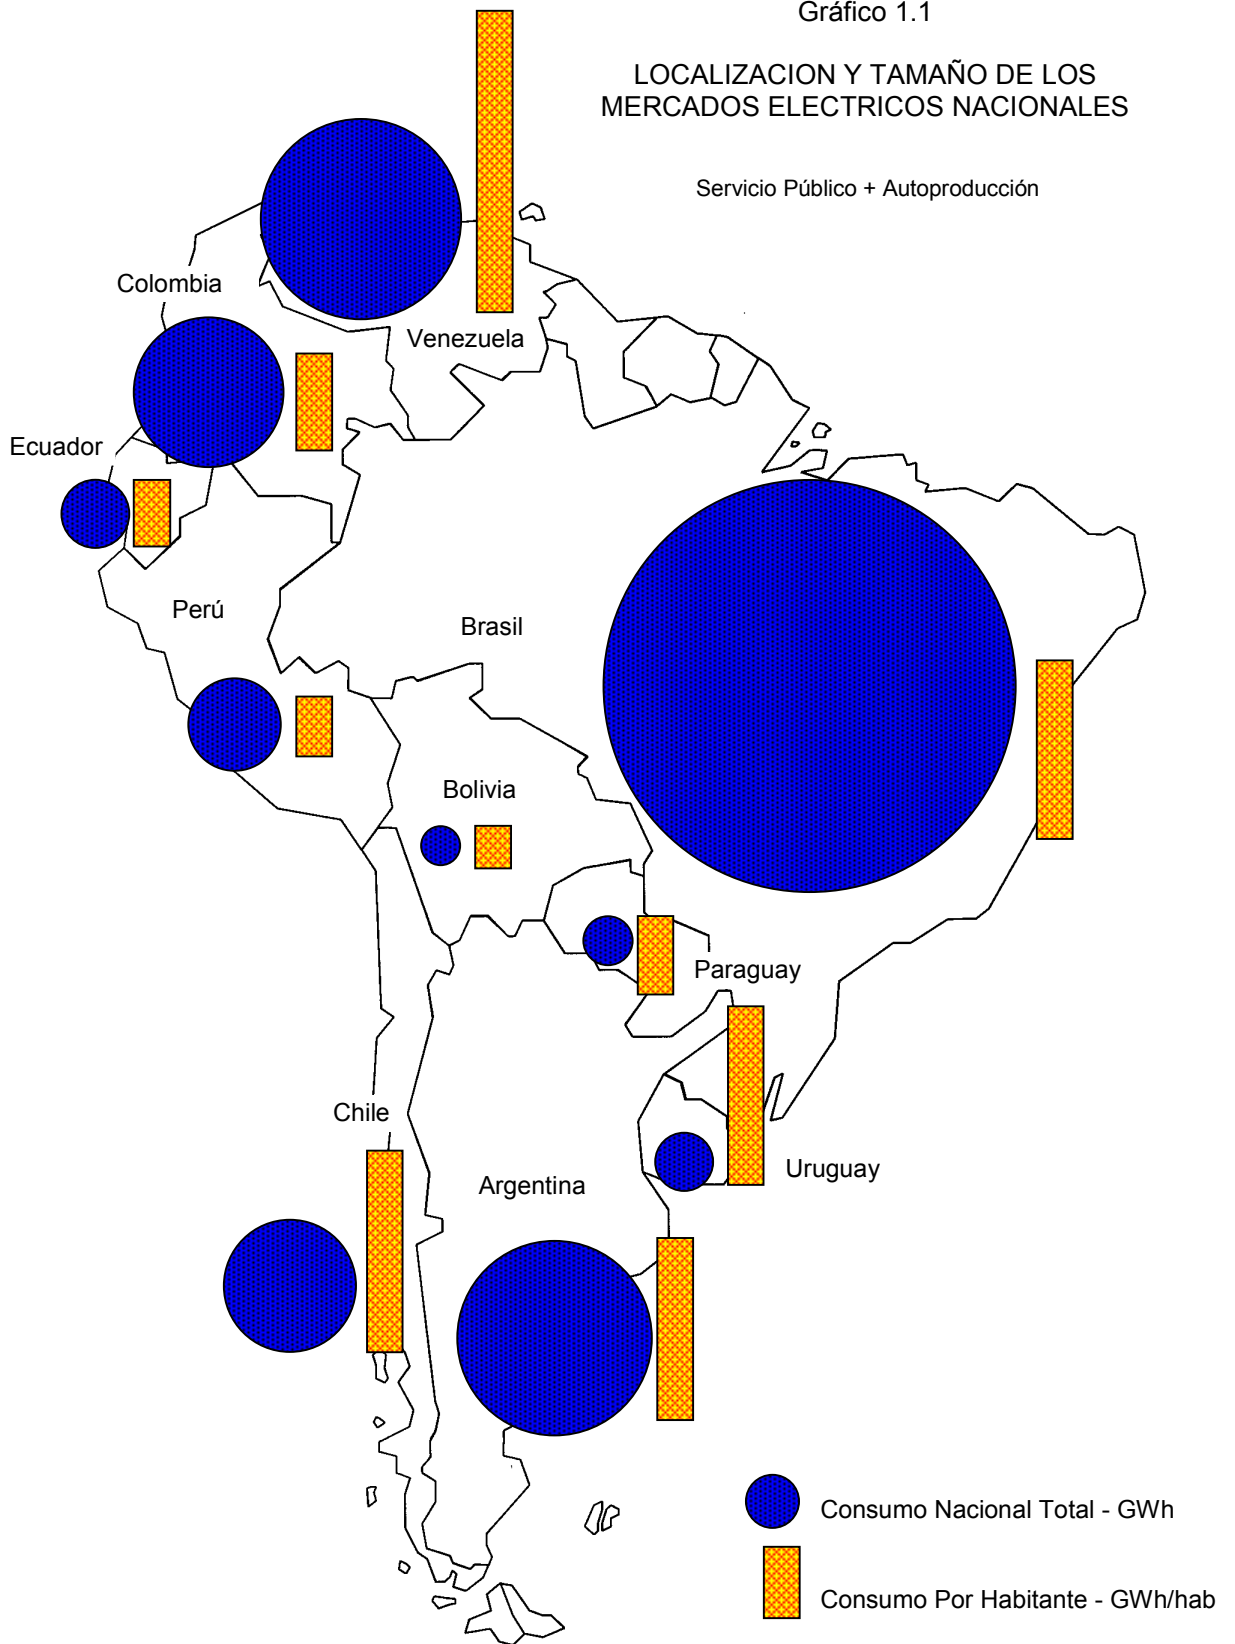 Gráfico 1.1
LOCALIZACION Y TAMAÑO DE LOS
MERCADOS ELECTRICOS NACIONALES
Servicio Público + Autoproducción
Colombia
Venezuela
Ecuador
Perú
Brasil
Bolivia
Paraguay
Chile
Uruguay
Argentina
Consumo Nacional Total - GWh
Consumo Por Habitante - GWh/hab